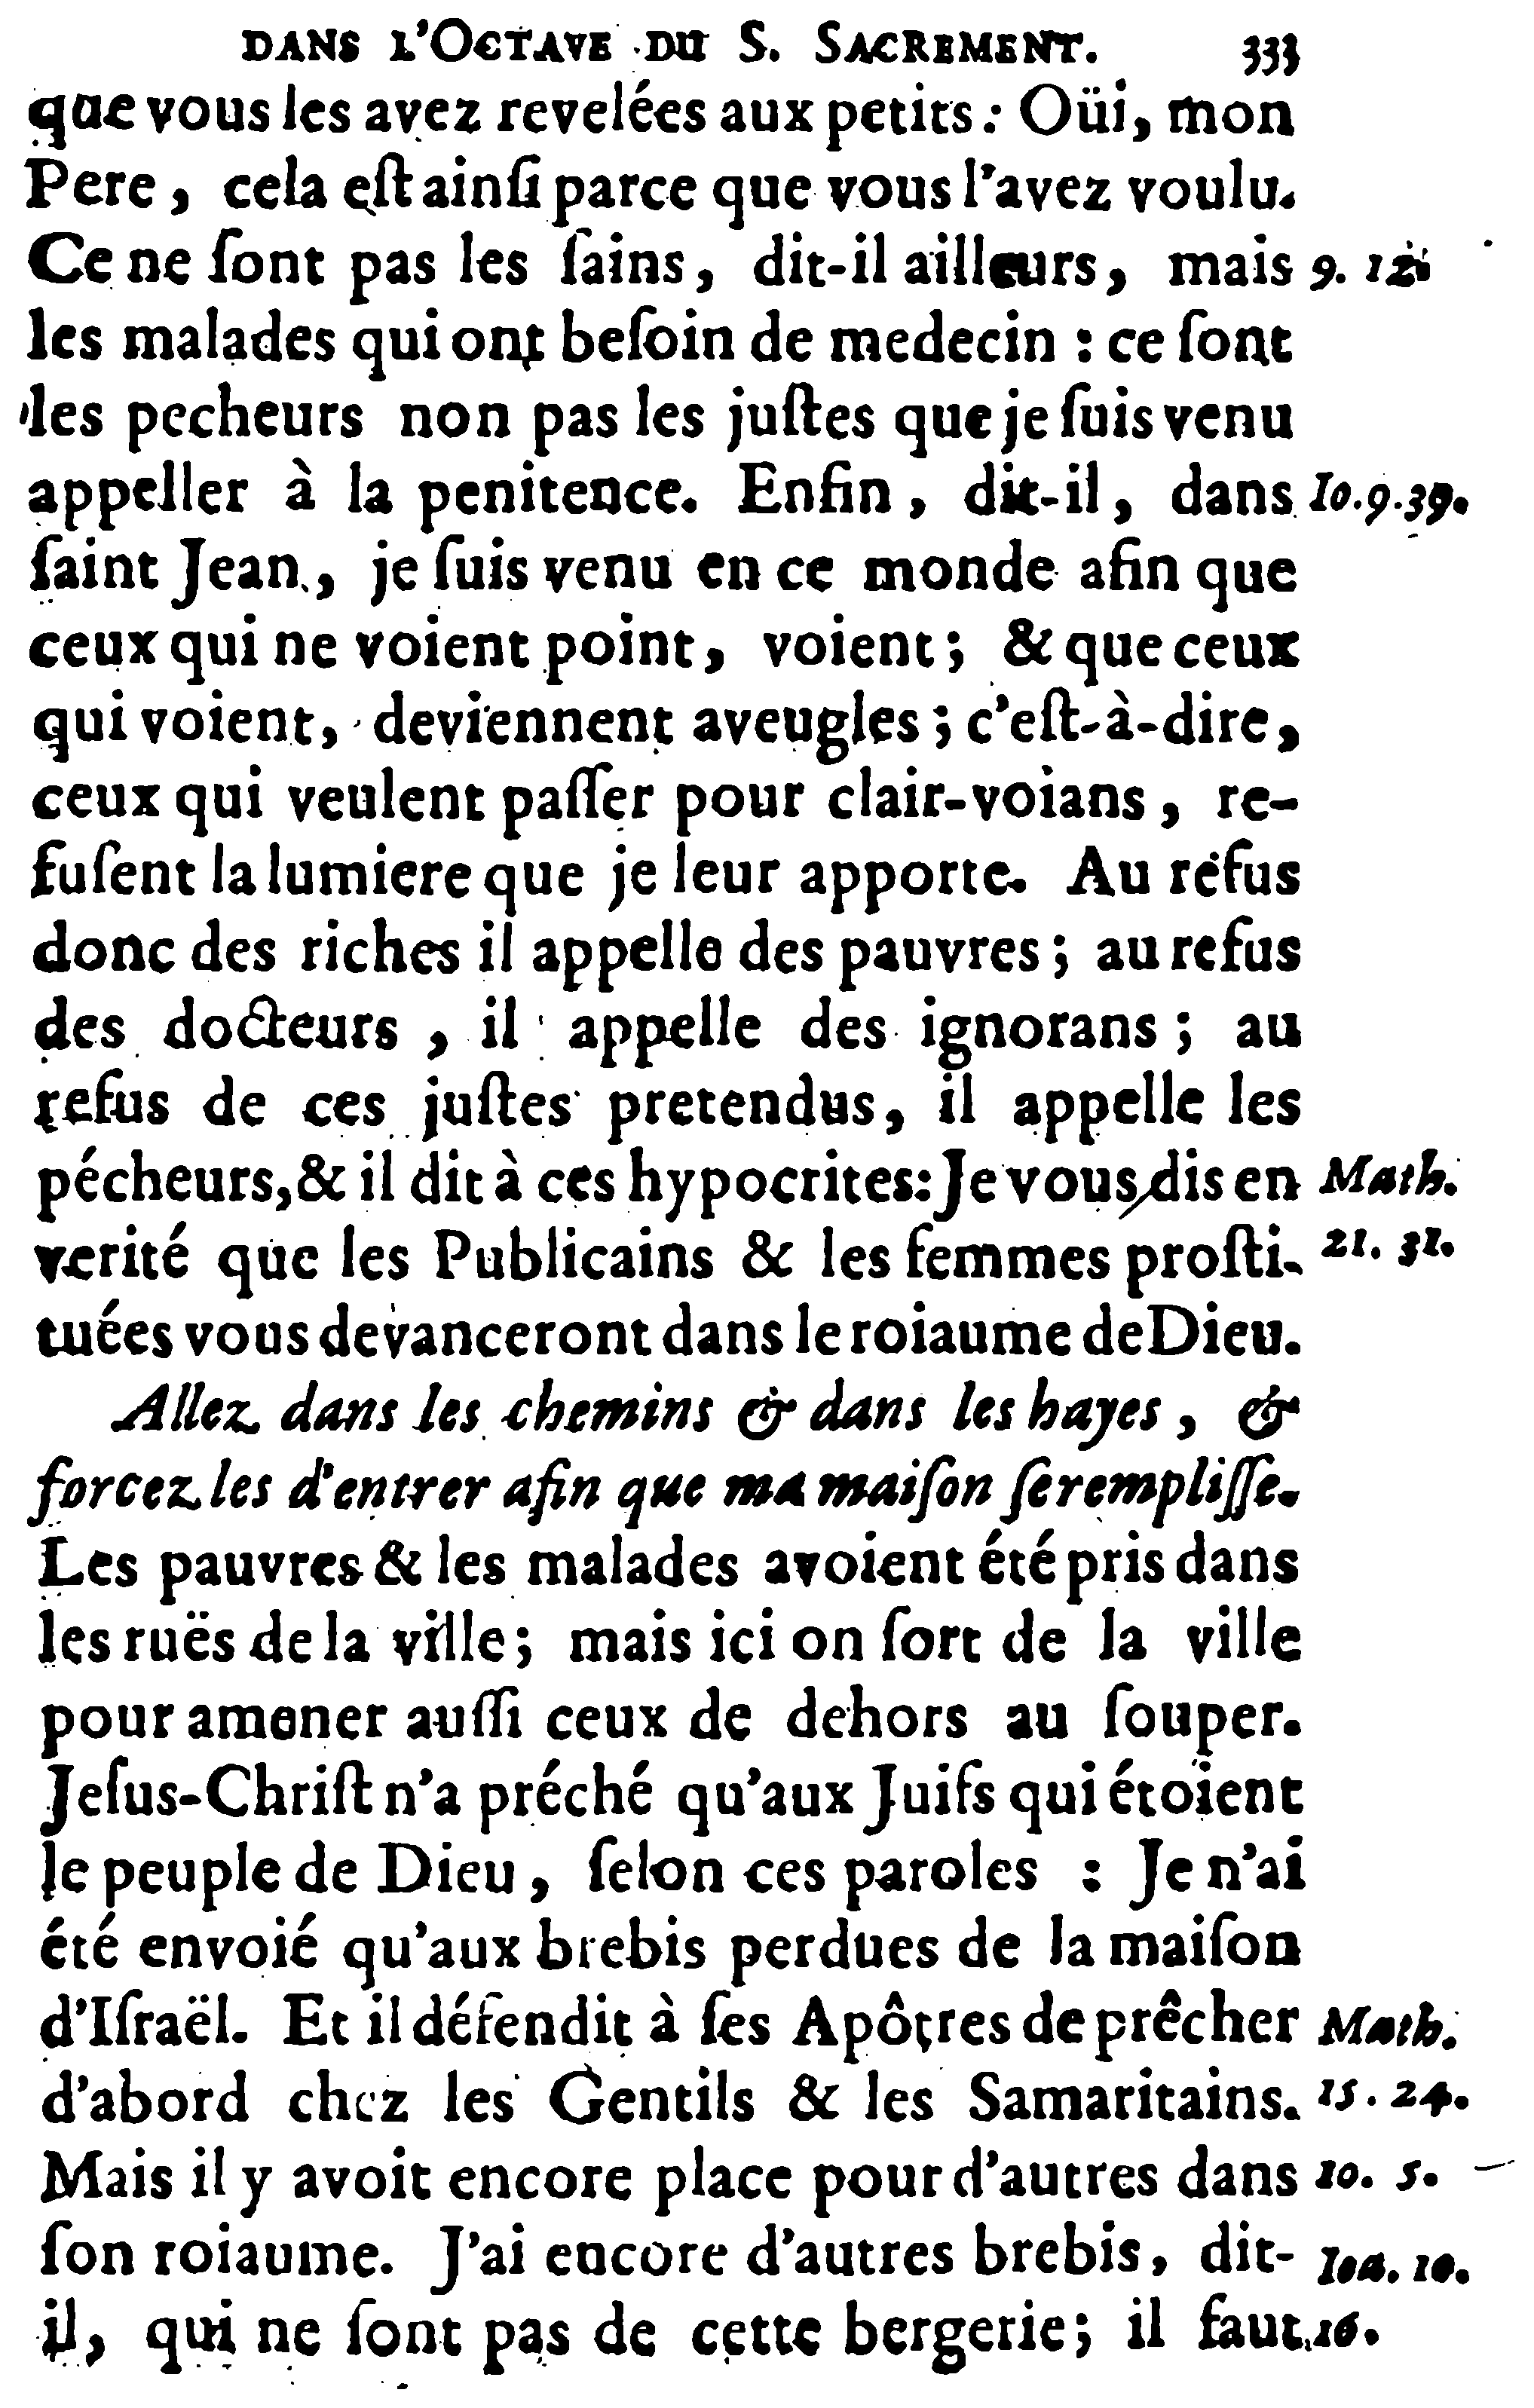 DANS L'OCTAVE DU S. SACREMENT. 333
que vous les avez revelées aux petits : Oüi, mon
Pere, cela eſt ainſi parce que vous l'avez voulu.
Ce ne ſont pas les ſains, dit-il ailleurs, mais 9. 12.
les malades qui ont beſoin de medecin : ce ſont
les pecheurs non pas les juſtes que je ſuis venu
appeller à la penitence. Enfin, dit-il, dans Io. 9. 39.
ſaint Jean, je ſuis venu en ce monde afin que
ceux qui ne voient point, voient ; & que ceux
qui voient, deviennent aveugles ; c'eſt-à-dire,
ceux qui veulent paſſer pour clair-voians, re-
fuſent la lumiere que je leur apporte. Au refus
donc des riches il appelle des pauvres ; au refus
des docteurs, il appelle des ignorans ; au
refus de ces juſtes pretendus, il appelle les
pécheurs, & il dit à ces hypocrites: Je vous dis en Math.
verité que les Publicains & les femmes proſti- 21. 31.
tuées vous devanceront dans le roiaume de Dieu.
Allez dans les chemins & dans les hayes, &
forcez les d'entrer afin que ma maiſon ſe rempliſſe.
Les pauvres & les malades avoient été pris dans
les ruës de la ville ; mais ici on ſort de la ville
pour amener auſſi ceux de dehors au ſouper.
Jeſus-Chriſt n'a préché qu'aux Juifs qui étoient
le peuple de Dieu, ſelon ces paroles : Je n'ai
été envoié qu'aux brebis perdues de la maiſon
d'Iſraël. Et il défendit à ſes Apôtres de prêcher Math.
d'abord chez les Gentils & les Samaritains. 15. 24.
Mais il y avoit encore place pour d'autres dans 10. 5.
ſon roiaume. J'ai encore d'autres brebis, dit- Ioa. 10.
il, qui ne ſont pas de cette bergerie ; il faut 16.